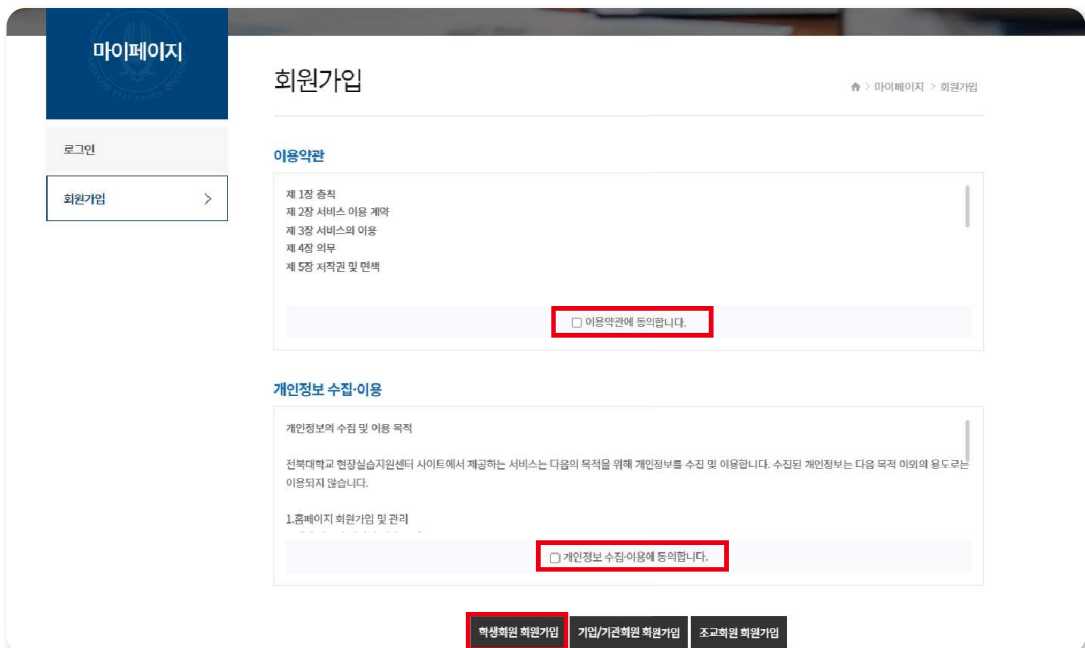 마이페이지
회원가입
마이페이지 > 회원가입
로그인
회원가입
이용약관
제 1장 총칙
제 2장 서비스 이용 계약
제 3장 서비스의 이용
제 4장 의무
제 5장 저작권 및 면책
이용약관에 동의합니다.
개인정보 수집·이용
개인정보의 수집 및 이용 목적
전북대학교 현장실습지원센터 사이트에서 제공하는 서비스는 다음의 목적을 위해 개인정보를 수집 및 이용합니다. 수집된 개인정보는 다음 목적 이외의 용도로는
이용되지 않습니다.
1.홈페이지 회원가입 및 관리
개인정보 수집·이용에 동의합니다.
학생회원 회원가입
기업/기관회원 회원가입
조교회원 회원가입